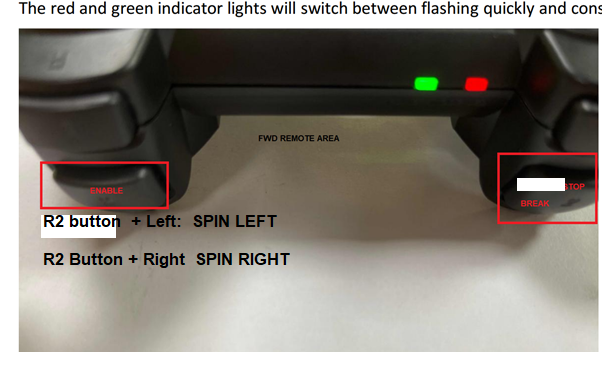 The red and green indicator lights will switch between flashing quickly and cons
FWD REMOTE AREA
ENABLE
STOP
BREAK
R2 button + Left: SPIN LEFT
R2 Button + Right SPIN RIGHT